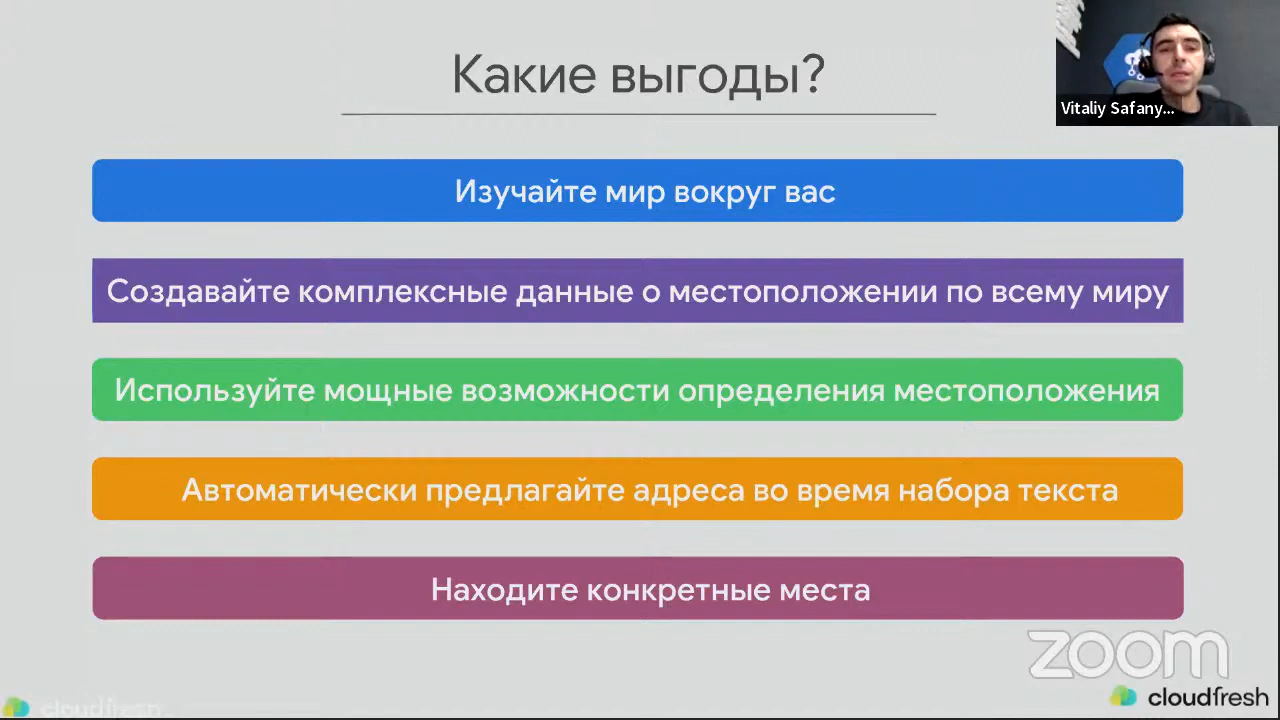 Какие выгоды?
Vitaliy Safany...
Изучайте мир вокруг вас
Создавайте комплексные данные о местоположении по всему миру
Используйте мощные возможности определения местоположения
Автоматически предлагайте адреса во время набора текста
Находите конкретные места
zoom
cloudfresh
cloudfresh